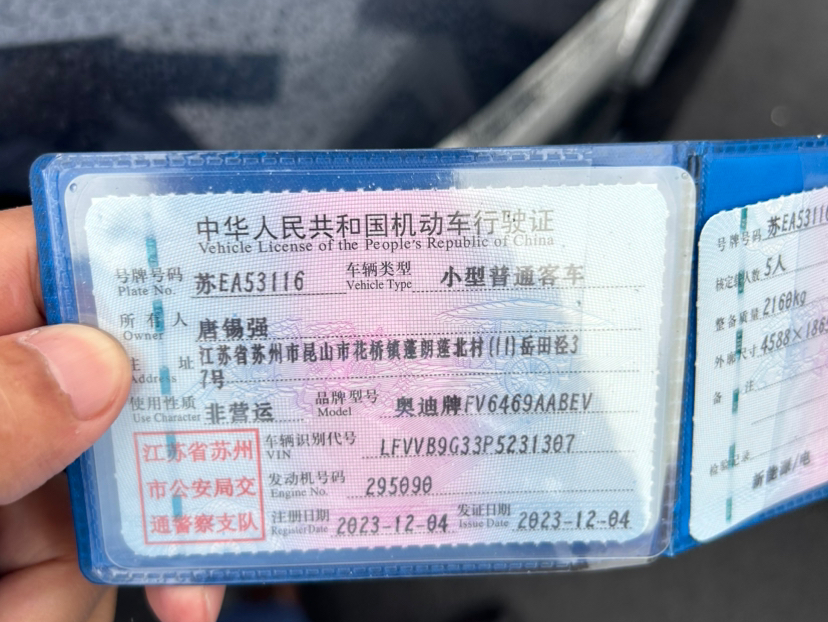 中华人民共和国机动车行驶证
Vehicle License of the People's Republic of China
号牌号码 苏EA53116 车辆类型 小型普通客车
Plate No. Vehicle Type
所有人 唐锡强
Owner
住址 江苏省苏州市昆山市花桥镇蓬朗蓬北村(11)岳田泾3
Address 7号
使用性质 非营运 品牌型号 奥迪牌FV6469AABEV
Use Character Model
江苏省苏州
市公安局交
通警察支队
车辆识别代号 LFVVB9G33P5231307
VIN
发动机号码 295090
Engine No.
注册日期 2023-12-04 发证日期 2023-12-04
Register Date Issue Date
号牌号码 苏EA5311
核定载人数 5人
整备质量 2160kg
外廓尺寸 4588×186
备注
检验记录
新能源/电